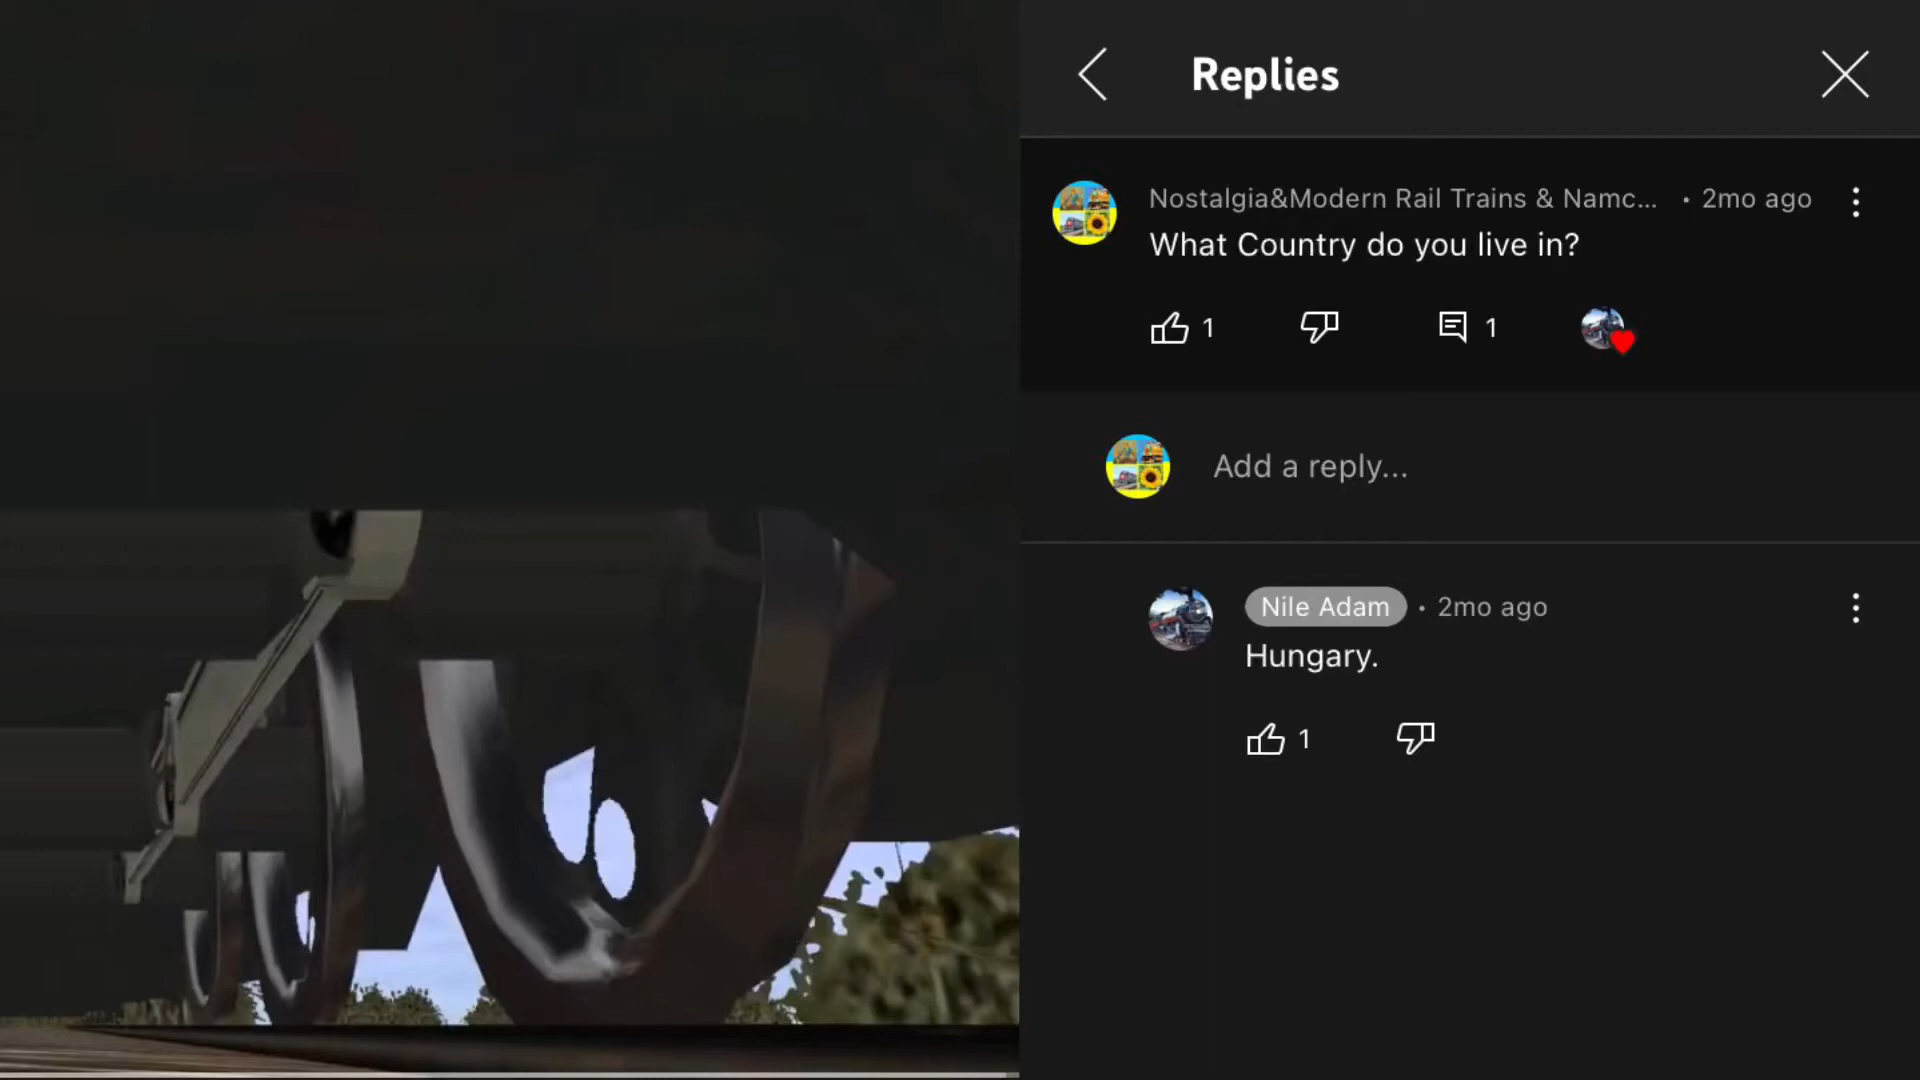 Replies
Nostalgia&Modern Rail Trains & Namc... • 2mo ago
What Country do you live in?
1 1
Add a reply...
Nile Adam • 2mo ago
Hungary.
1